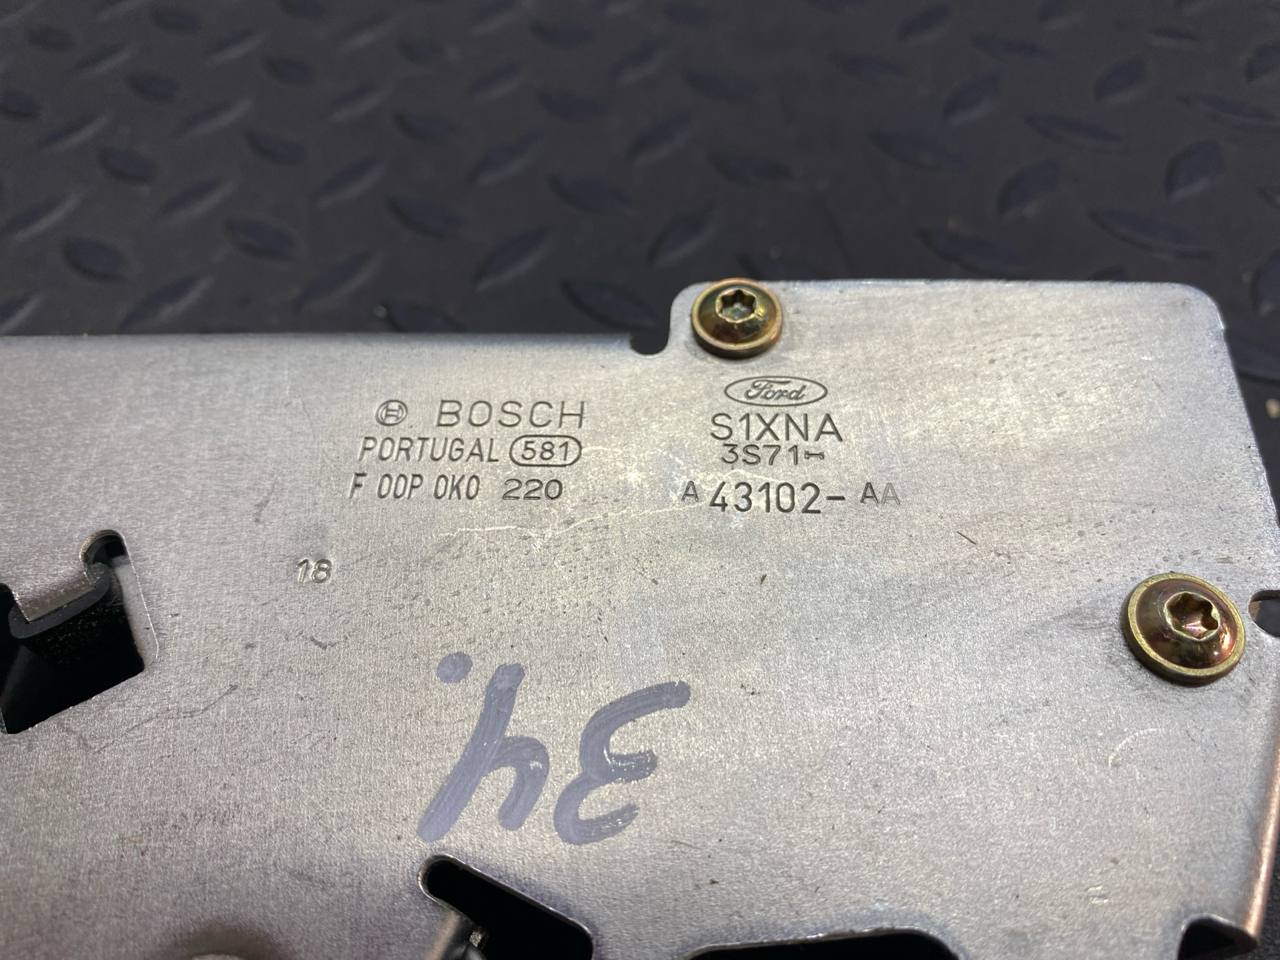 BOSCH
PORTUGAL 581
F 00P 0K0 220
Ford
S1XNA
3S71-
A 43102- AA
18
34.